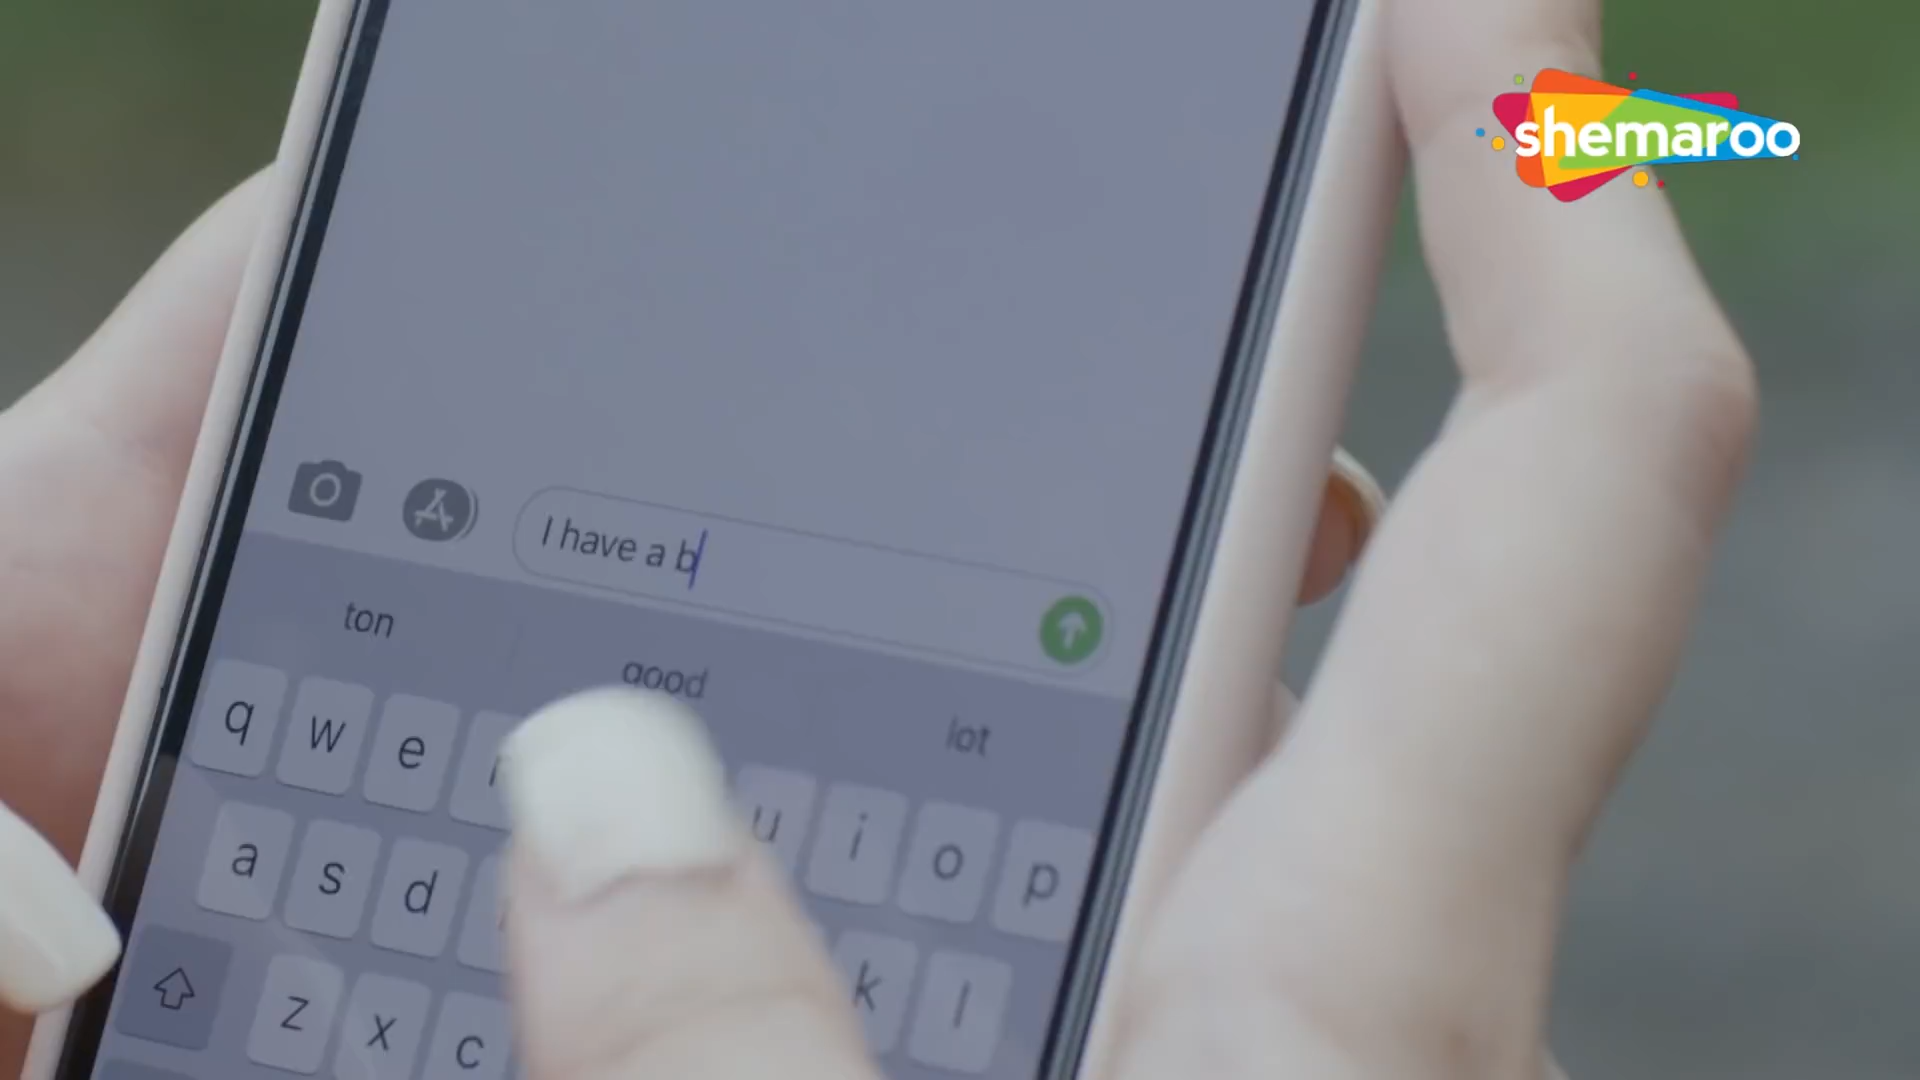 shemaroo
I have a b
ton
good
lot
q w e u i o p
a s d k l
z x c